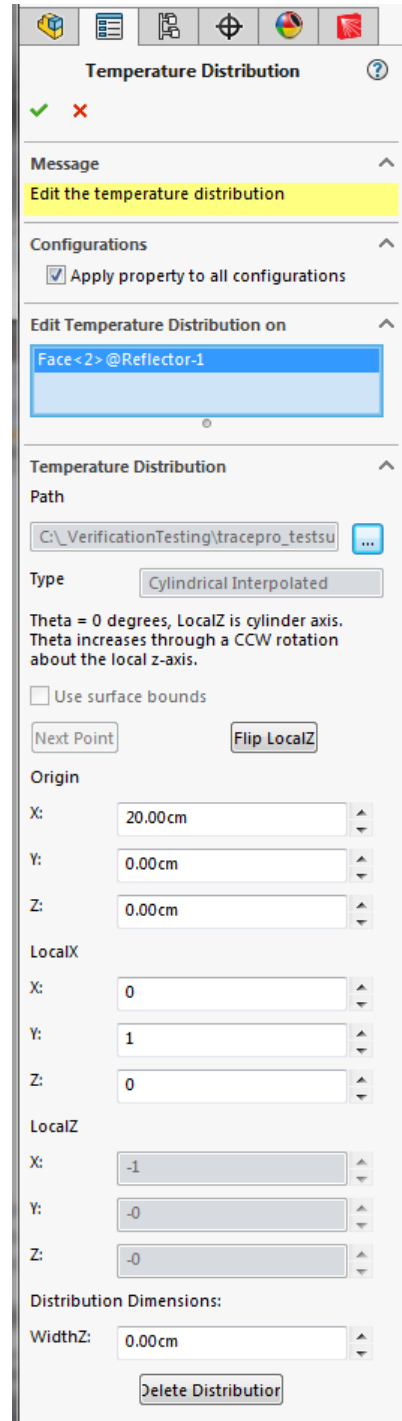 Temperature Distribution
Message
Edit the temperature distribution
Configurations
Apply property to all configurations
Edit Temperature Distribution on
Face<2>@Reflector-1
Temperature Distribution
Path
C:\_VerificationTesting\tracepro_testsu
...
Type
Cylindrical Interpolated
Theta = 0 degrees, LocalZ is cylinder axis.
Theta increases through a CCW rotation
about the local z-axis.
Use surface bounds
Next Point
Flip LocalZ
Origin
X:
20.00cm
Y:
0.00cm
Z:
0.00cm
LocalX
X:
0
Y:
1
Z:
0
LocalZ
X:
-1
Y:
-0
Z:
-0
Distribution Dimensions:
WidthZ:
0.00cm
Delete Distribution